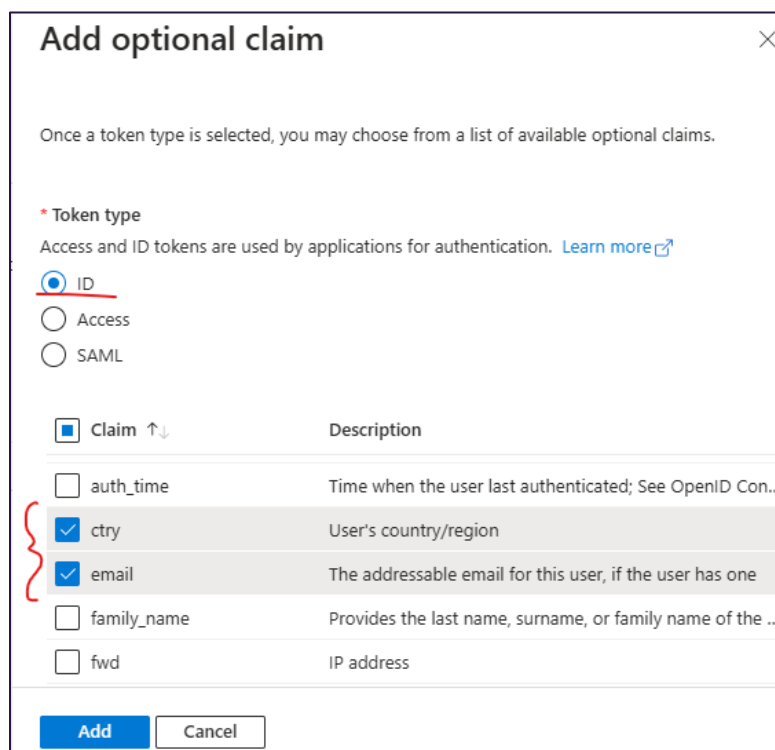 Add optional claim
Once a token type is selected, you may choose from a list of available optional claims.
* Token type
Access and ID tokens are used by applications for authentication. Learn more
ID
Access
SAML
Claim ↑↓ Description
auth_time Time when the user last authenticated; See OpenID Con...
ctry User's country/region
email The addressable email for this user, if the user has one
family_name Provides the last name, surname, or family name of the ...
fwd IP address
Add Cancel